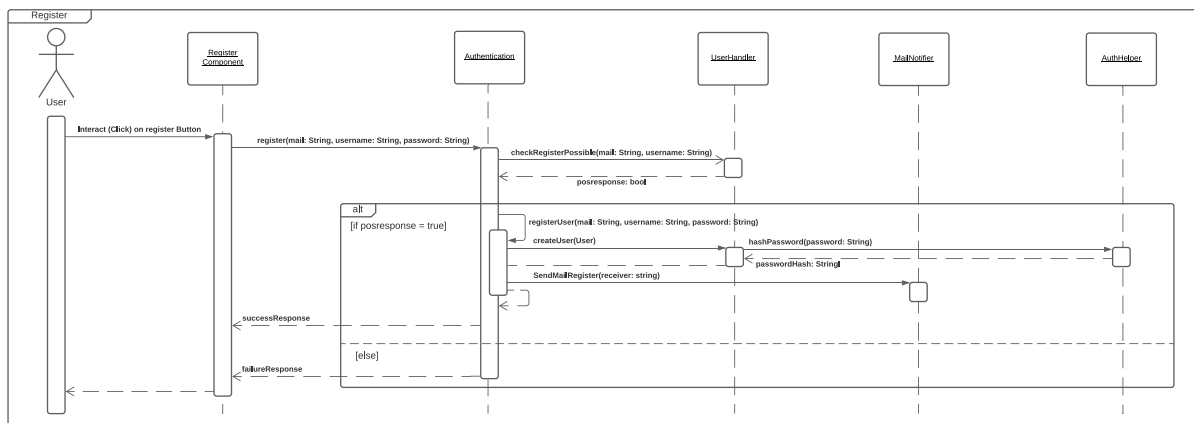 Register
User
Register
Component
Authentication
UserHandler
MailNotifier
AuthHelper
Interact (Click) on register Button
register(mail: String, username: String, password: String)
checkRegisterPossible(mail: String, username: String)
posresponse: bool
alt
[if posresponse = true]
registerUser(mail: String, username: String, password: String)
createUser(User)
hashPassword(password: String)
passwordHash: String
SendMailRegister(receiver: string)
successResponse
[else]
failureResponse